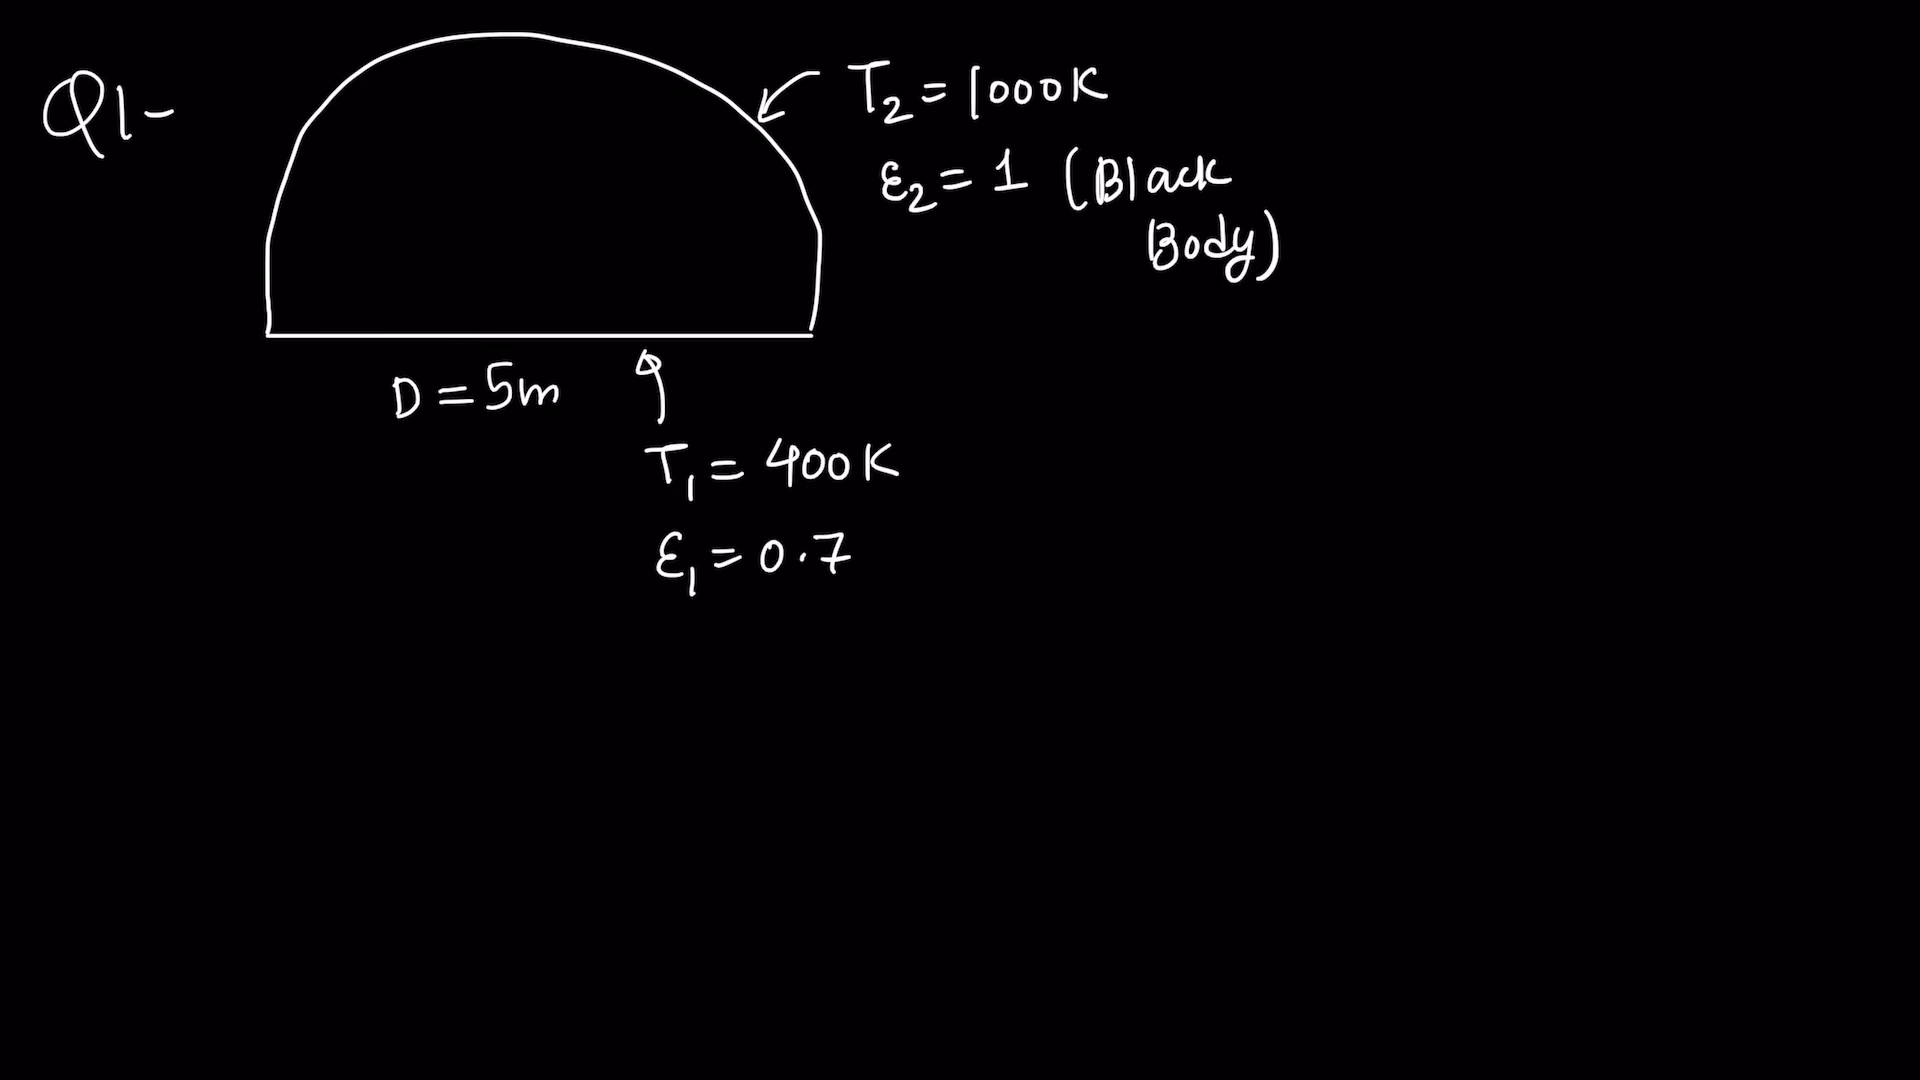 Q1-
T₂ = 1000K
ε₂ = 1 (Black
Body)
D = 5m
T₁ = 400K
ε₁ = 0.7